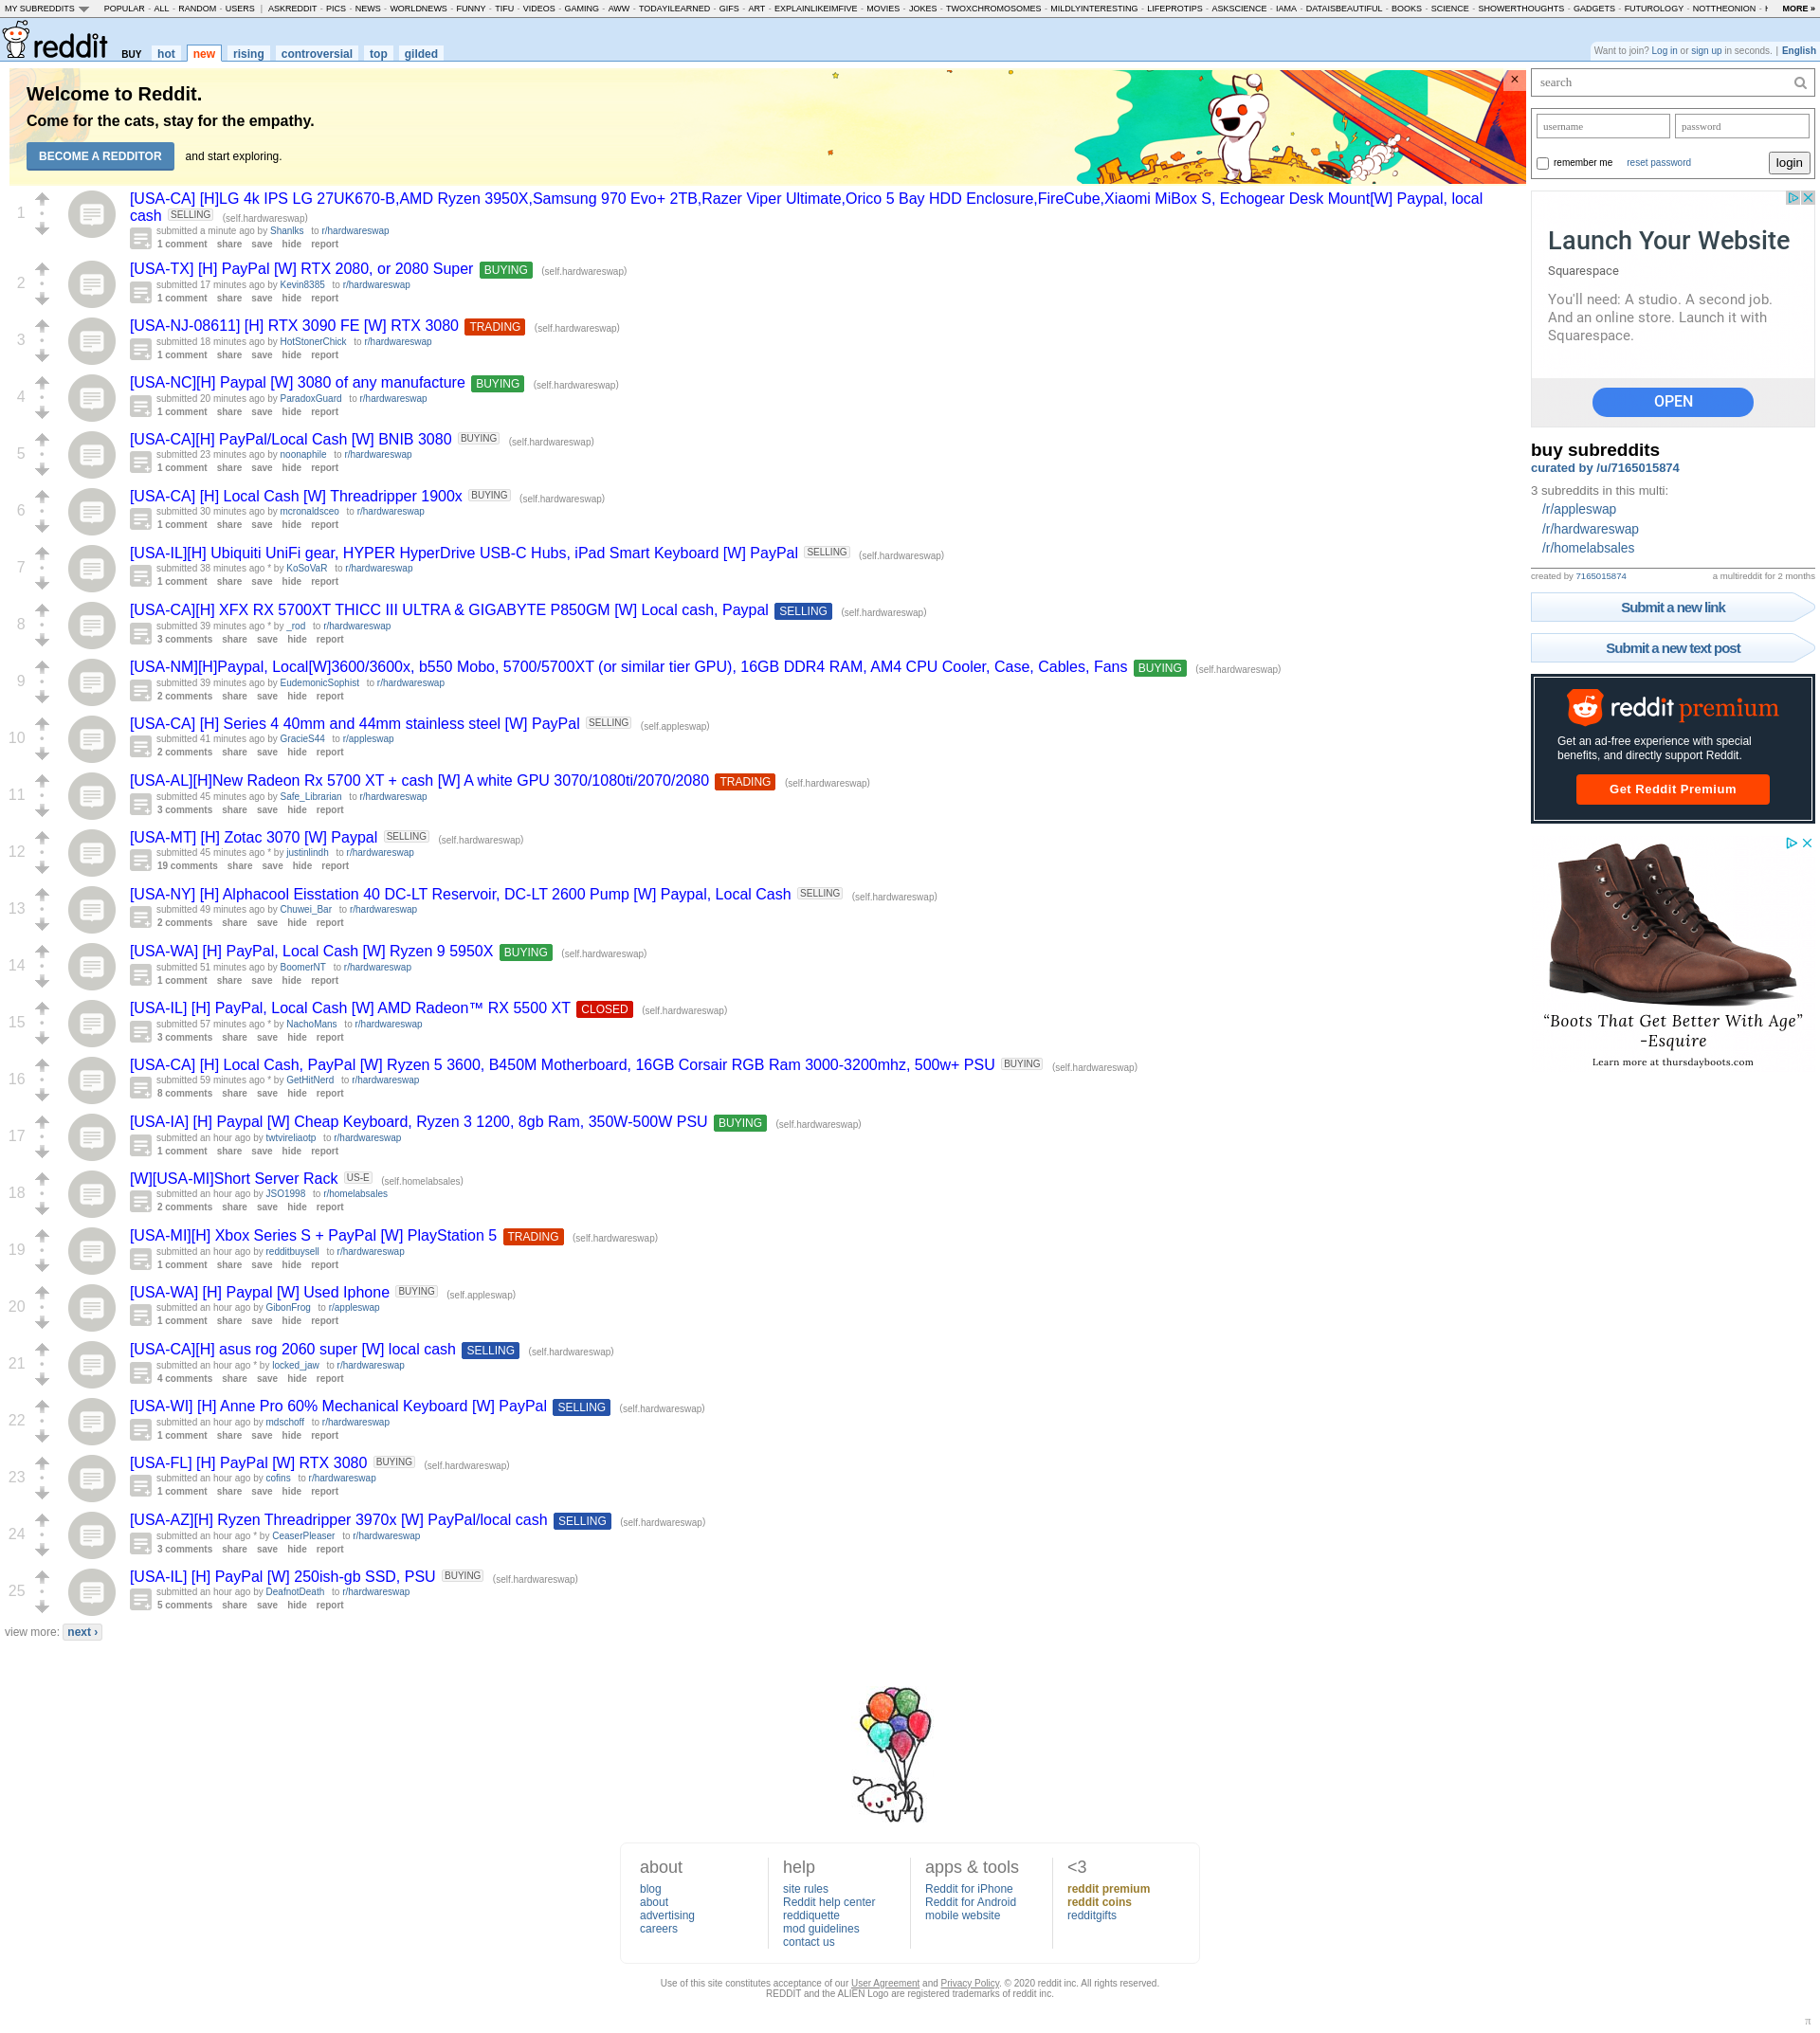 MY SUBREDDITS POPULAR - ALL - RANDOM - USERS | ASKREDDIT - PICS - NEWS - WORLDNEWS - FUNNY - TIFU - VIDEOS - GAMING - AWW - TODAYILEARNED - GIFS - ART - EXPLAINLIKEIMFIVE - MOVIES - JOKES - TWOXCHROMOSOMES - MILDLYINTERESTING - LIFEPROTIPS - ASKSCIENCE - IAMA - DATAISBEAUTIFUL - BOOKS - SCIENCE - SHOWERTHOUGHTS - GADGETS - FUTUROLOGY - NOTTHEONION - MORE »
reddit BUY hot new rising controversial top gilded
Want to join? Log in or sign up in seconds. | English
Welcome to Reddit.
Come for the cats, stay for the empathy.
BECOME A REDDITOR and start exploring.
×
1
[USA-CA] [H]LG 4k IPS LG 27UK670-B,AMD Ryzen 3950X,Samsung 970 Evo+ 2TB,Razer Viper Ultimate,Orico 5 Bay HDD Enclosure,FireCube,Xiaomi MiBox S, Echogear Desk Mount[W] Paypal, local
cash SELLING (self.hardwareswap)
submitted a minute ago by Shanlks to r/hardwareswap
1 comment share save hide report
2
[USA-TX] [H] PayPal [W] RTX 2080, or 2080 Super BUYING (self.hardwareswap)
submitted 17 minutes ago by Kevin8385 to r/hardwareswap
1 comment share save hide report
3
[USA-NJ-08611] [H] RTX 3090 FE [W] RTX 3080 TRADING (self.hardwareswap)
submitted 18 minutes ago by HotStonerChick to r/hardwareswap
1 comment share save hide report
4
[USA-NC][H] Paypal [W] 3080 of any manufacture BUYING (self.hardwareswap)
submitted 20 minutes ago by ParadoxGuard to r/hardwareswap
1 comment share save hide report
5
[USA-CA][H] PayPal/Local Cash [W] BNIB 3080 BUYING (self.hardwareswap)
submitted 23 minutes ago by noonaphile to r/hardwareswap
1 comment share save hide report
6
[USA-CA] [H] Local Cash [W] Threadripper 1900x BUYING (self.hardwareswap)
submitted 30 minutes ago by mcronaldsceo to r/hardwareswap
1 comment share save hide report
7
[USA-IL][H] Ubiquiti UniFi gear, HYPER HyperDrive USB-C Hubs, iPad Smart Keyboard [W] PayPal SELLING (self.hardwareswap)
submitted 38 minutes ago * by KoSoVaR to r/hardwareswap
1 comment share save hide report
8
[USA-CA][H] XFX RX 5700XT THICC III ULTRA & GIGABYTE P850GM [W] Local cash, Paypal SELLING (self.hardwareswap)
submitted 39 minutes ago * by _rod to r/hardwareswap
3 comments share save hide report
9
[USA-NM][H]Paypal, Local[W]3600/3600x, b550 Mobo, 5700/5700XT (or similar tier GPU), 16GB DDR4 RAM, AM4 CPU Cooler, Case, Cables, Fans BUYING (self.hardwareswap)
submitted 39 minutes ago by EudemonicSophist to r/hardwareswap
2 comments share save hide report
10
[USA-CA] [H] Series 4 40mm and 44mm stainless steel [W] PayPal SELLING (self.appleswap)
submitted 41 minutes ago by GracieS44 to r/appleswap
2 comments share save hide report
11
[USA-AL][H]New Radeon Rx 5700 XT + cash [W] A white GPU 3070/1080ti/2070/2080 TRADING (self.hardwareswap)
submitted 45 minutes ago by Safe_Librarian to r/hardwareswap
3 comments share save hide report
12
[USA-MT] [H] Zotac 3070 [W] Paypal SELLING (self.hardwareswap)
submitted 45 minutes ago * by justinlindh to r/hardwareswap
19 comments share save hide report
13
[USA-NY] [H] Alphacool Eisstation 40 DC-LT Reservoir, DC-LT 2600 Pump [W] Paypal, Local Cash SELLING (self.hardwareswap)
submitted 49 minutes ago by Chuwei_Bar to r/hardwareswap
2 comments share save hide report
14
[USA-WA] [H] PayPal, Local Cash [W] Ryzen 9 5950X BUYING (self.hardwareswap)
submitted 51 minutes ago by BoomerNT to r/hardwareswap
1 comment share save hide report
15
[USA-IL] [H] PayPal, Local Cash [W] AMD Radeon™ RX 5500 XT CLOSED (self.hardwareswap)
submitted 57 minutes ago * by NachoMans to r/hardwareswap
3 comments share save hide report
16
[USA-CA] [H] Local Cash, PayPal [W] Ryzen 5 3600, B450M Motherboard, 16GB Corsair RGB Ram 3000-3200mhz, 500w+ PSU BUYING (self.hardwareswap)
submitted 59 minutes ago * by GetHitNerd to r/hardwareswap
8 comments share save hide report
17
[USA-IA] [H] Paypal [W] Cheap Keyboard, Ryzen 3 1200, 8gb Ram, 350W-500W PSU BUYING (self.hardwareswap)
submitted an hour ago by twtvireliaotp to r/hardwareswap
1 comment share save hide report
18
[W][USA-MI]Short Server Rack US-E (self.homelabsales)
submitted an hour ago by JSO1998 to r/homelabsales
2 comments share save hide report
19
[USA-MI][H] Xbox Series S + PayPal [W] PlayStation 5 TRADING (self.hardwareswap)
submitted an hour ago by redditbuysell to r/hardwareswap
1 comment share save hide report
20
[USA-WA] [H] Paypal [W] Used Iphone BUYING (self.appleswap)
submitted an hour ago by GibonFrog to r/appleswap
1 comment share save hide report
21
[USA-CA][H] asus rog 2060 super [W] local cash SELLING (self.hardwareswap)
submitted an hour ago * by locked_jaw to r/hardwareswap
4 comments share save hide report
22
[USA-WI] [H] Anne Pro 60% Mechanical Keyboard [W] PayPal SELLING (self.hardwareswap)
submitted an hour ago by mdschoff to r/hardwareswap
1 comment share save hide report
23
[USA-FL] [H] PayPal [W] RTX 3080 BUYING (self.hardwareswap)
submitted an hour ago by cofins to r/hardwareswap
1 comment share save hide report
24
[USA-AZ][H] Ryzen Threadripper 3970x [W] PayPal/local cash SELLING (self.hardwareswap)
submitted an hour ago * by CeaserPleaser to r/hardwareswap
3 comments share save hide report
25
[USA-IL] [H] PayPal [W] 250ish-gb SSD, PSU BUYING (self.hardwareswap)
submitted an hour ago by DeafnotDeath to r/hardwareswap
5 comments share save hide report
view more: next ›
search
username password
remember me reset password login
Launch Your Website
Squarespace
You'll need: A studio. A second job.
And an online store. Launch it with
Squarespace.
OPEN
buy subreddits
curated by /u/7165015874
3 subreddits in this multi:
/r/appleswap
/r/hardwareswap
/r/homelabsales
created by 7165015874 a multireddit for 2 months
Submit a new link
Submit a new text post
reddit premium
Get an ad-free experience with special
benefits, and directly support Reddit.
Get Reddit Premium
“Boots That Get Better With Age”
-Esquire
Learn more at thursdayboots.com
about
blog
about
advertising
careers
help
site rules
Reddit help center
reddiquette
mod guidelines
contact us
apps & tools
Reddit for iPhone
Reddit for Android
mobile website
<3
reddit premium
reddit coins
redditgifts
Use of this site constitutes acceptance of our User Agreement and Privacy Policy. © 2020 reddit inc. All rights reserved.
REDDIT and the ALIEN Logo are registered trademarks of reddit inc.
π